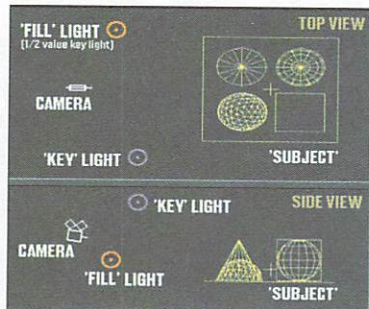 'FILL' LIGHT
(1/2 value key light)
TOP VIEW
CAMERA
'KEY' LIGHT
'SUBJECT'
'KEY' LIGHT
SIDE VIEW
CAMERA
'FILL' LIGHT
'SUBJECT'